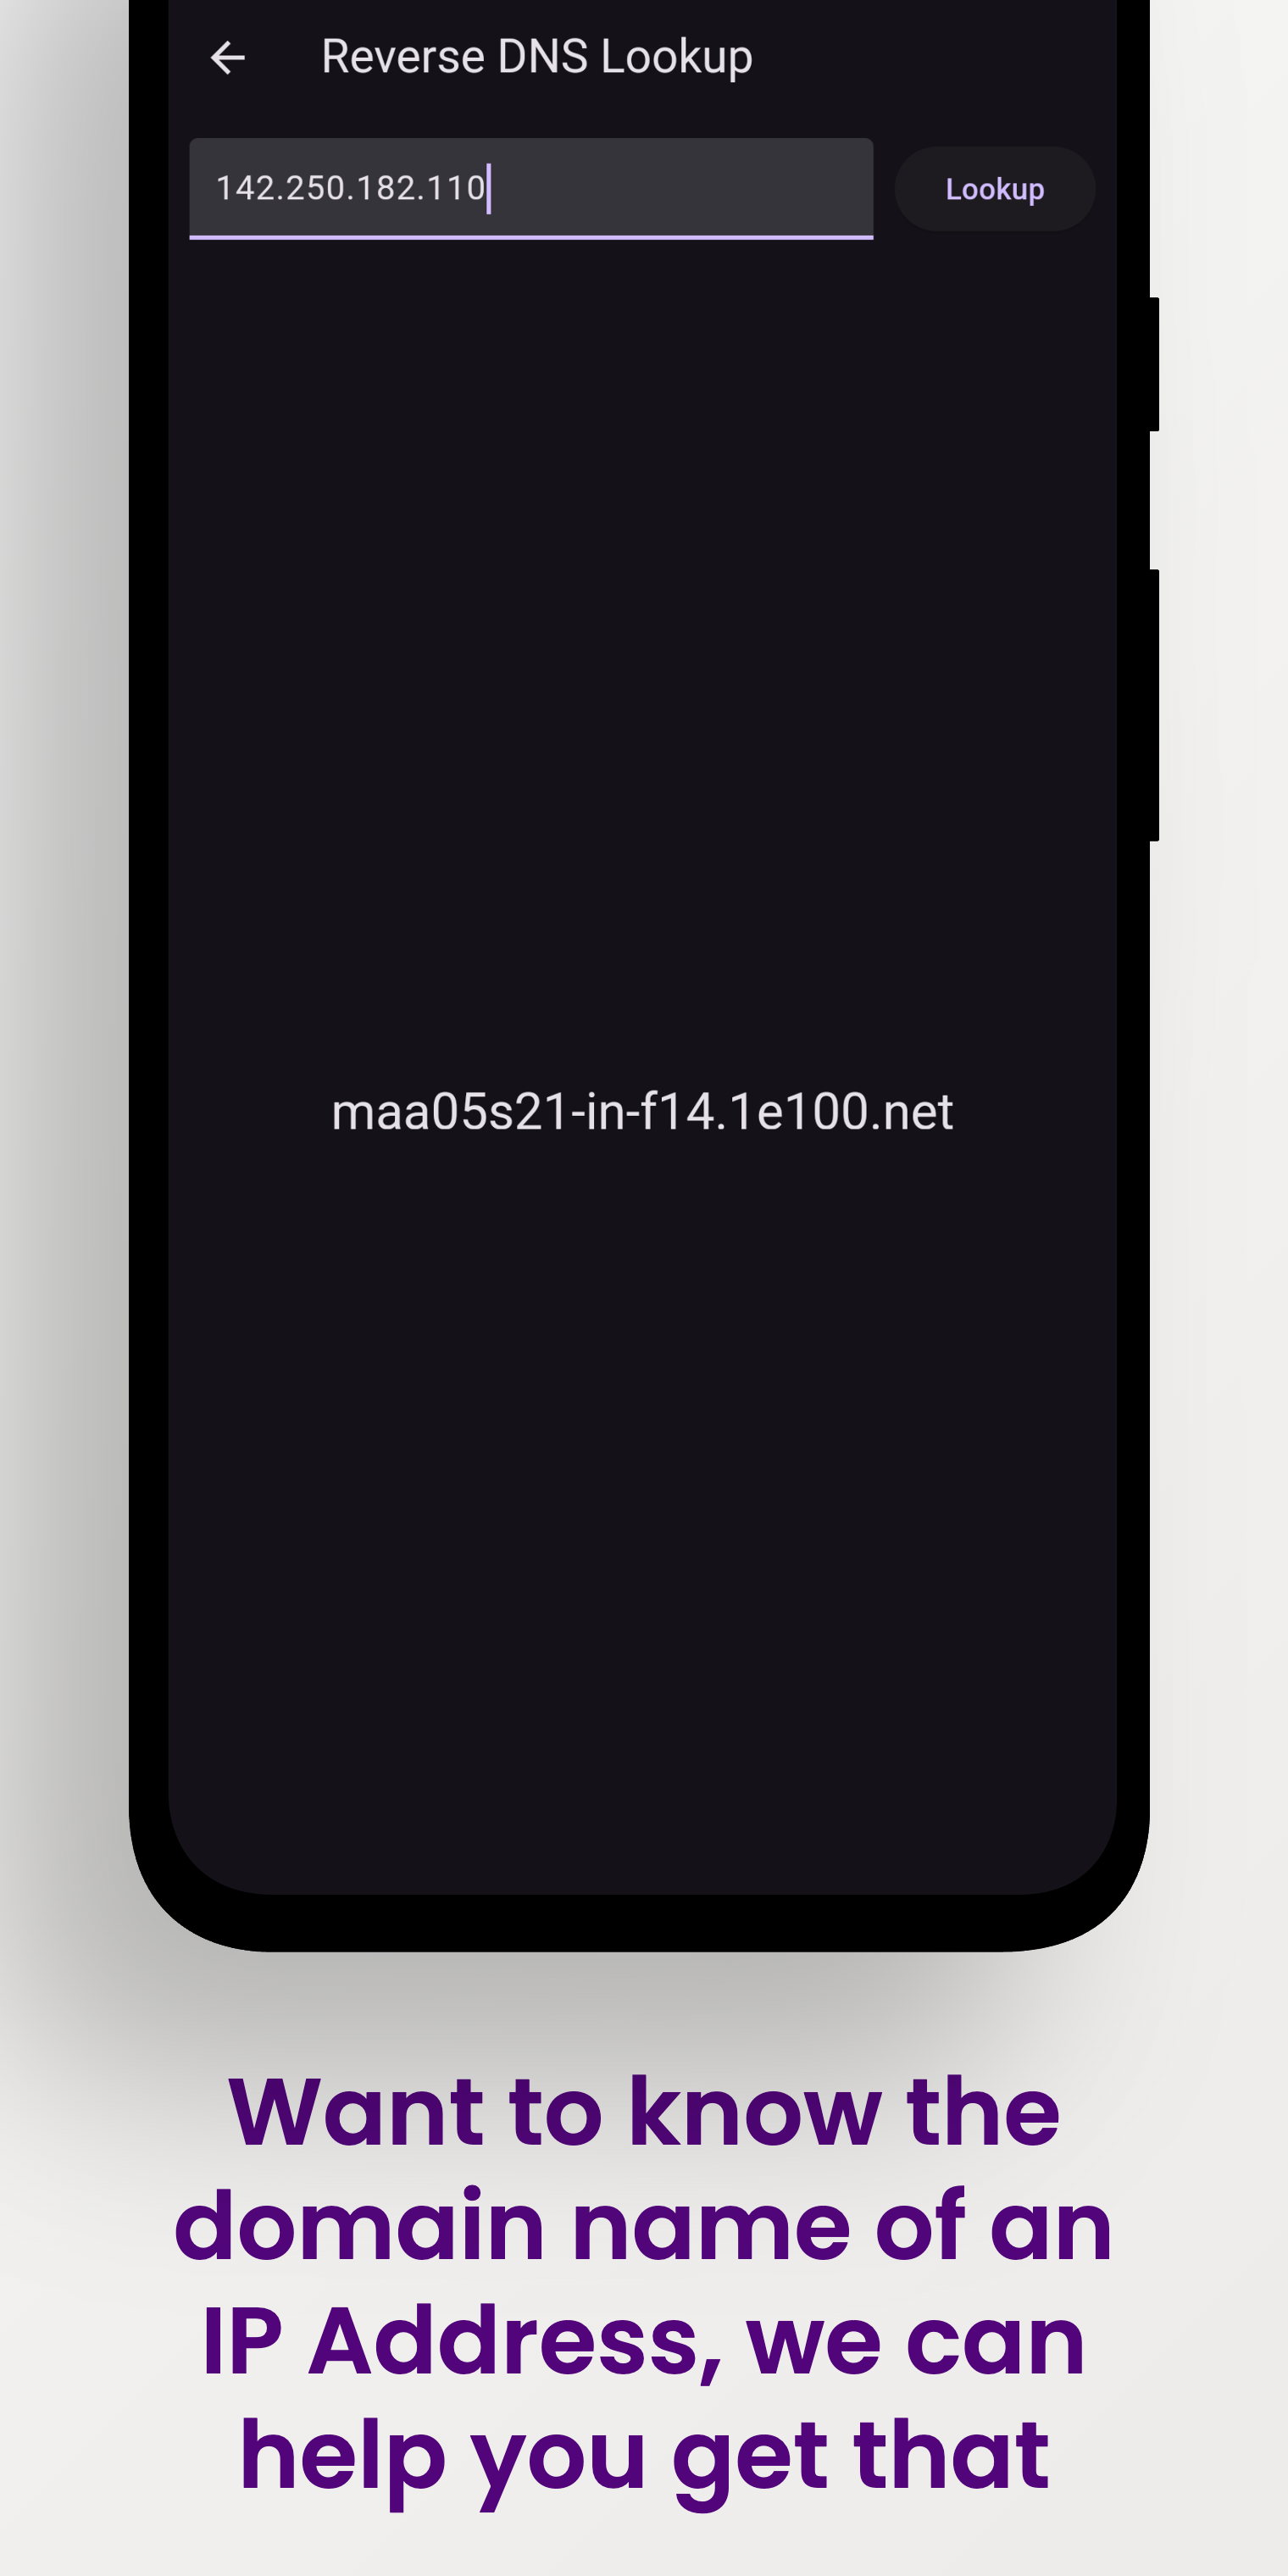 Reverse DNS Lookup
142.250.182.110 Lookup
maa05s21-in-f14.1e100.net
Want to know the
domain name of an
IP Address, we can
help you get that